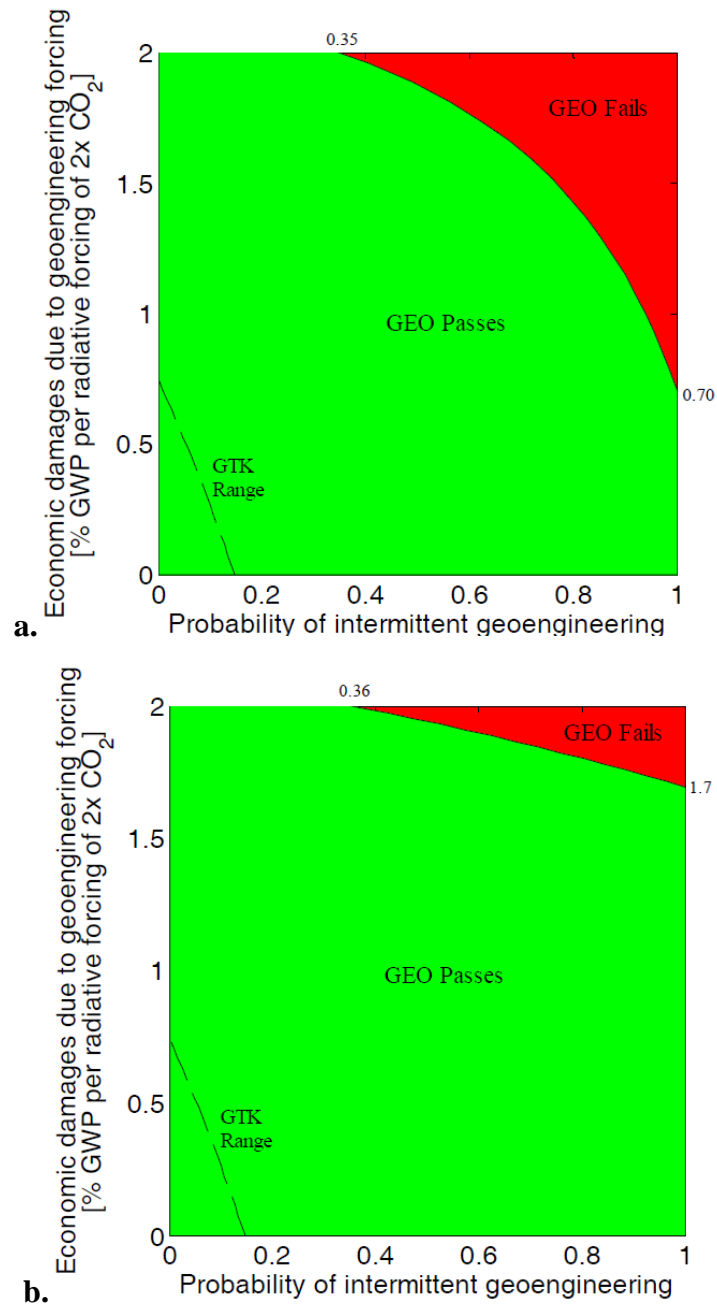 0.35
2
1.5
1
0.5
0
Economic damages due to geoengineering forcing
[% GWP per radiative forcing of 2x CO2]
GEO Fails
GEO Passes
0.70
GTK
Range
0 0.2 0.4 0.6 0.8 1
Probability of intermittent geoengineering
a.
0.36
2
1.5
1
0.5
0
Economic damages due to geoengineering forcing
[% GWP per radiative forcing of 2x CO2]
GEO Fails
1.7
GEO Passes
GTK
Range
0 0.2 0.4 0.6 0.8 1
Probability of intermittent geoengineering
b.